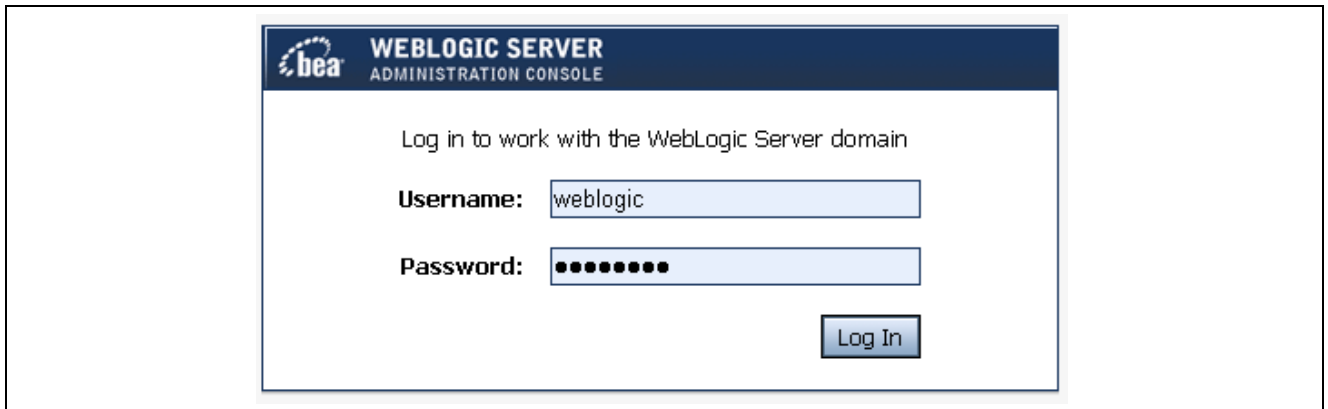 bea WEBLOGIC SERVER
ADMINISTRATION CONSOLE
Log in to work with the WebLogic Server domain
Username: weblogic
Password: ●●●●●●●●
Log In